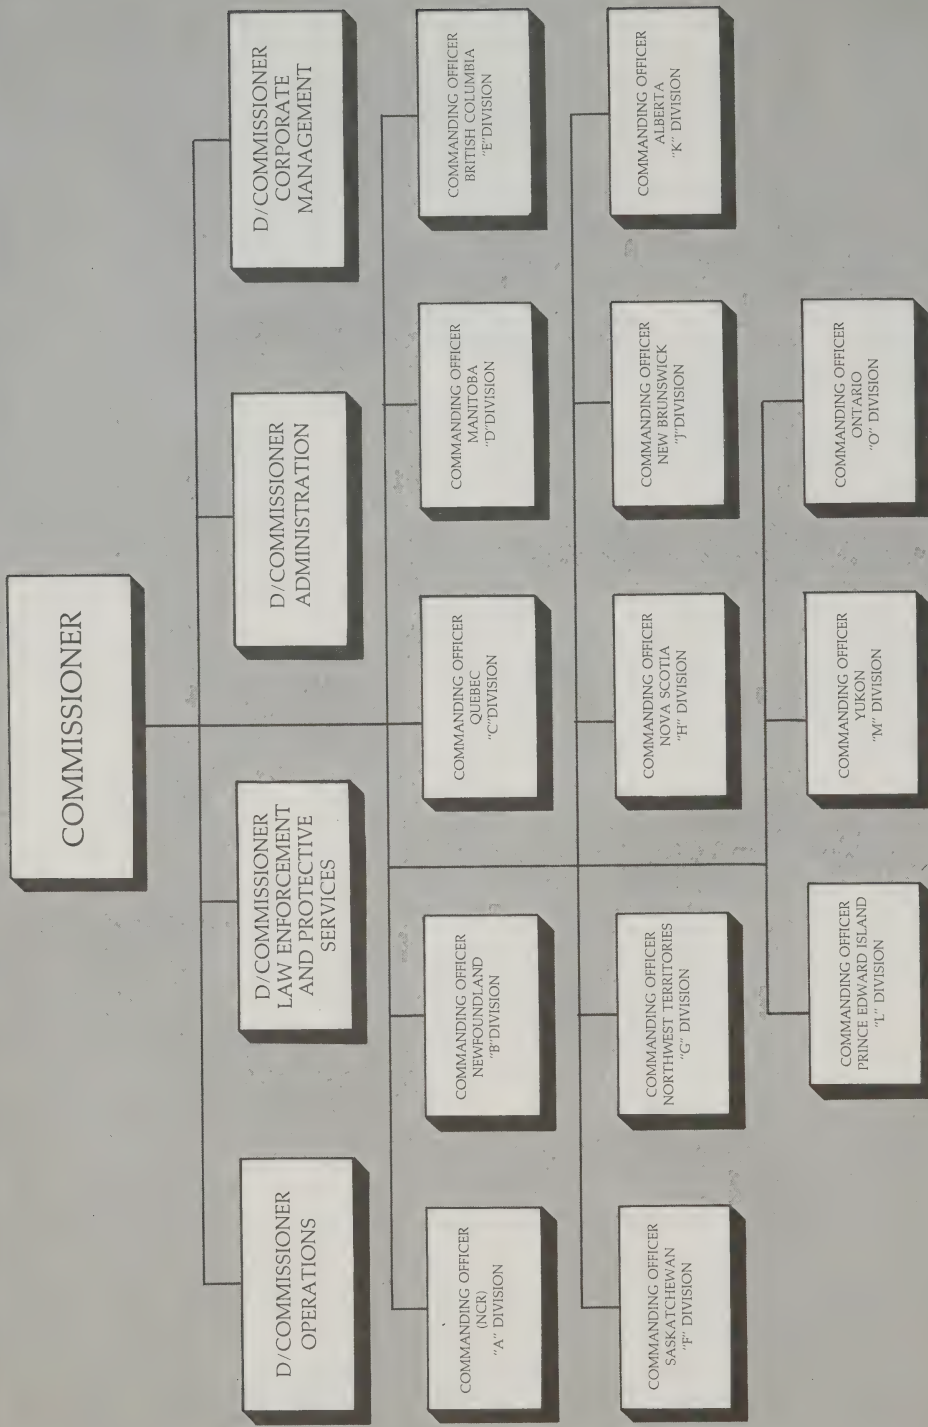 COMMISSIONER
D/COMMISSIONER
OPERATIONS
D/COMMISSIONER
LAW ENFORCEMENT
AND PROTECTIVE
SERVICES
D/COMMISSIONER
ADMINISTRATION
D/COMMISSIONER
CORPORATE
MANAGEMENT
COMMANDING OFFICER
(NCR)
"A" DIVISION
COMMANDING OFFICER
NEWFOUNDLAND
"B"DIVISION
COMMANDING OFFICER
QUEBEC
"C"DIVISION
COMMANDING OFFICER
MANITOBA
"D"DIVISION
COMMANDING OFFICER
BRITISH COLUMBIA
"E"DIVISION
COMMANDING OFFICER
SASKATCHEWAN
"F" DIVISION
COMMANDING OFFICER
NORTHWEST TERRITORIES
"G" DIVISION
COMMANDING OFFICER
NOVA SCOTIA
"H" DIVISION
COMMANDING OFFICER
NEW BRUNSWICK
"J"DIVISION
COMMANDING OFFICER
ALBERTA
"K" DIVISION
COMMANDING OFFICER
PRINCE EDWARD ISLAND
"L" DIVISION
COMMANDING OFFICER
YUKON
"M" DIVISION
COMMANDING OFFICER
ONTARIO
"O" DIVISION